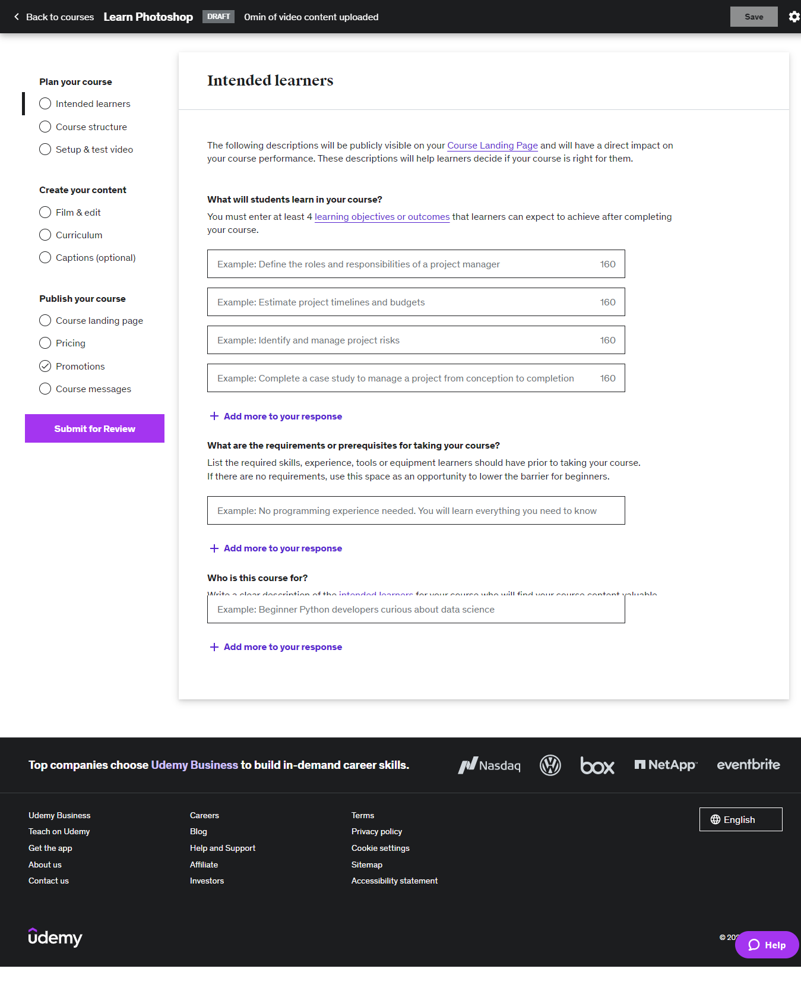 Back to courses Learn Photoshop DRAFT 0min of video content uploaded Save
Plan your course
Intended learners
Course structure
Setup & test video
Create your content
Film & edit
Curriculum
Captions (optional)
Publish your course
Course landing page
Pricing
Promotions
Course messages
Submit for Review
Intended learners
The following descriptions will be publicly visible on your Course Landing Page and will have a direct impact on
your course performance. These descriptions will help learners decide if your course is right for them.
What will students learn in your course?
You must enter at least 4 learning objectives or outcomes that learners can expect to achieve after completing
your course.
Example: Define the roles and responsibilities of a project manager 160
Example: Estimate project timelines and budgets 160
Example: Identify and manage project risks 160
Example: Complete a case study to manage a project from conception to completion 160
Add more to your response
What are the requirements or prerequisites for taking your course?
List the required skills, experience, tools or equipment learners should have prior to taking your course.
If there are no requirements, use this space as an opportunity to lower the barrier for beginners.
Example: No programming experience needed. You will learn everything you need to know
Add more to your response
Who is this course for?
Write a clear description of the intended learners for your course who will find your course content valuable.
Example: Beginner Python developers curious about data science
Add more to your response
Top companies choose Udemy Business to build in-demand career skills.
Nasdaq box NetApp eventbrite
Udemy Business
Teach on Udemy
Get the app
About us
Contact us
Careers
Blog
Help and Support
Affiliate
Investors
Terms
Privacy policy
Cookie settings
Sitemap
Accessibility statement
English
udemy
©
Help